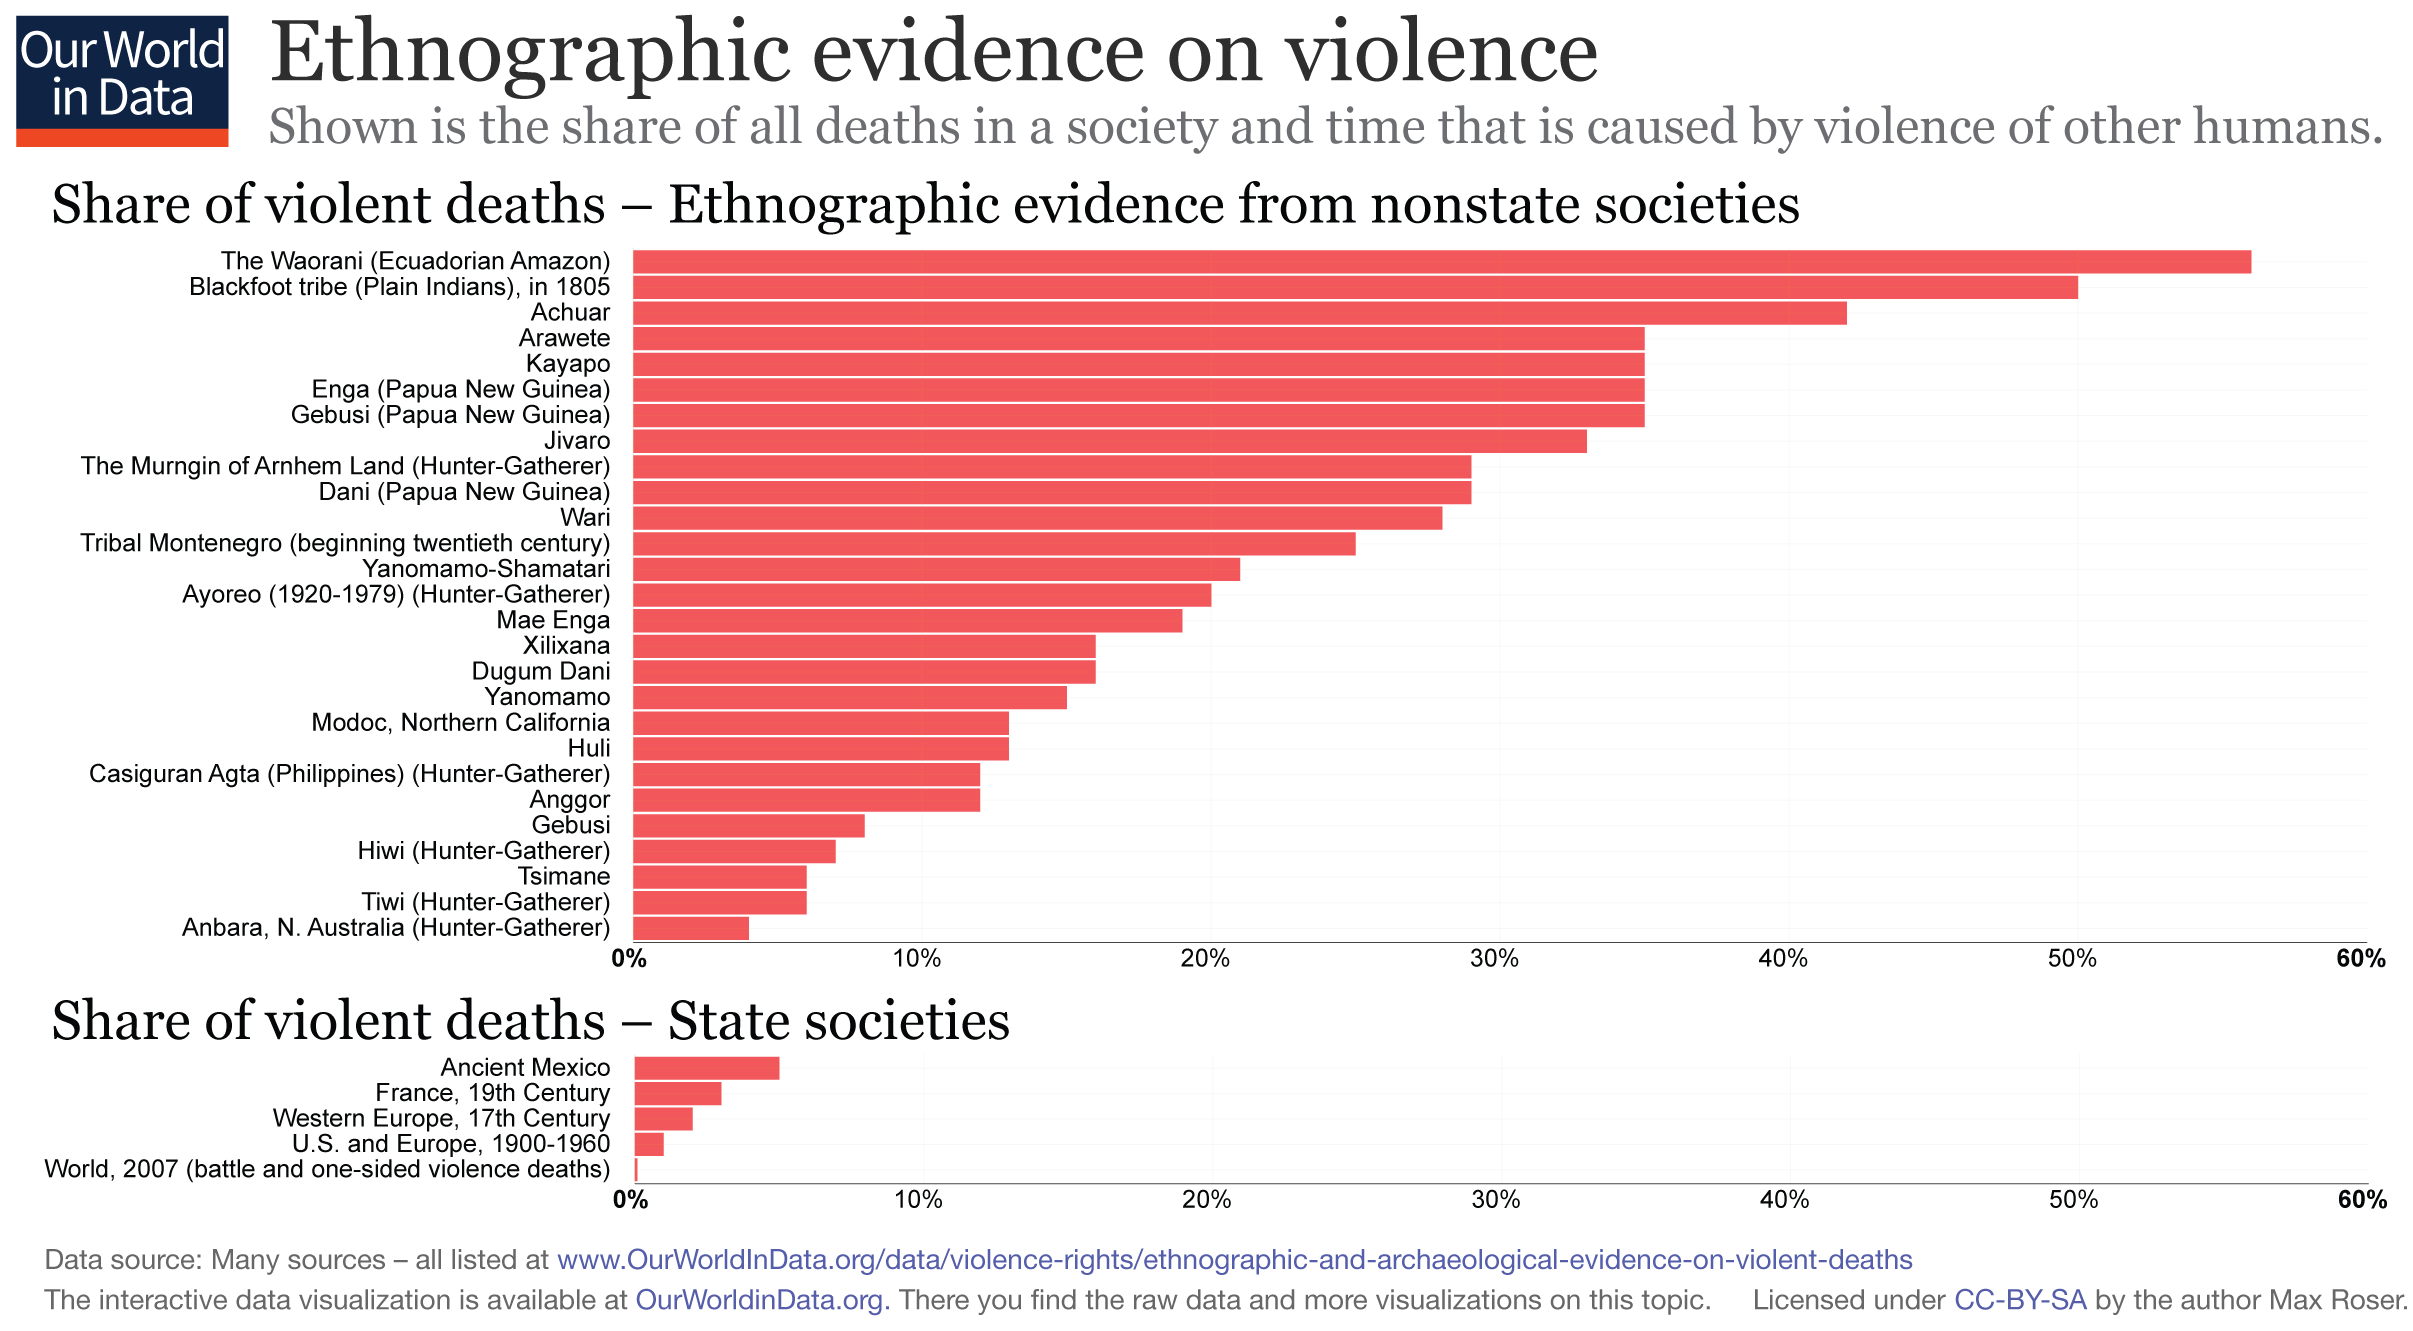 Our World
in Data
Ethnographic evidence on violence
Shown is the share of all deaths in a society and time that is caused by violence of other humans.
Share of violent deaths – Ethnographic evidence from nonstate societies
The Waorani (Ecuadorian Amazon)
Blackfoot tribe (Plain Indians), in 1805
Achuar
Arawete
Kayapo
Enga (Papua New Guinea)
Gebusi (Papua New Guinea)
Jivaro
The Murngin of Arnhem Land (Hunter-Gatherer)
Dani (Papua New Guinea)
Wari
Tribal Montenegro (beginning twentieth century)
Yanomamo-Shamatari
Ayoreo (1920-1979) (Hunter-Gatherer)
Mae Enga
Xilixana
Dugum Dani
Yanomamo
Modoc, Northern California
Huli
Casiguran Agta (Philippines) (Hunter-Gatherer)
Anggor
Gebusi
Hiwi (Hunter-Gatherer)
Tsimane
Tiwi (Hunter-Gatherer)
Anbara, N. Australia (Hunter-Gatherer)
0% 10% 20% 30% 40% 50% 60%
Share of violent deaths – State societies
Ancient Mexico
France, 19th Century
Western Europe, 17th Century
U.S. and Europe, 1900-1960
World, 2007 (battle and one-sided violence deaths)
0% 10% 20% 30% 40% 50% 60%
Data source: Many sources – all listed at www.OurWorldInData.org/data/violence-rights/ethnographic-and-archaeological-evidence-on-violent-deaths
The interactive data visualization is available at OurWorldinData.org. There you find the raw data and more visualizations on this topic. Licensed under CC-BY-SA by the author Max Roser.